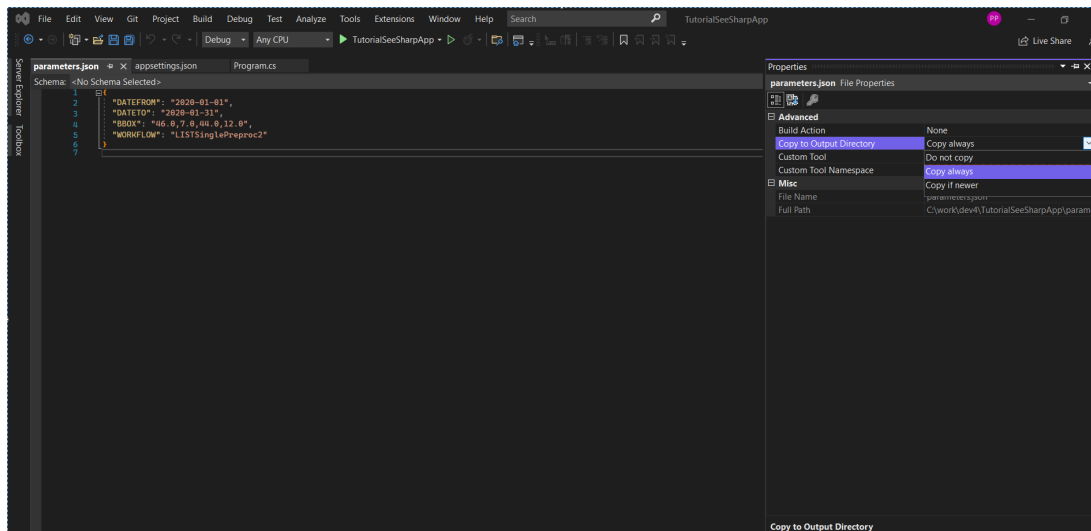 File Edit View Git Project Build Debug Test Analyze Tools Extensions Window Help Search TutorialSeeSharpApp PP
Debug Any CPU TutorialSeeSharpApp Live Share
Server Explorer
Toolbox
parameters.json appsettings.json Program.cs
Schema: <No Schema Selected>
1 {
2 "DATEFROM": "2020-01-01",
3 "DATETO": "2020-01-31",
4 "BBOX": "46.0,7.0,44.0,12.0",
5 "WORKFLOW": "LISTSinglePreproc2"
6 }
7
Properties
parameters.json File Properties
Advanced
Build Action None
Copy to Output Directory Copy always
Custom Tool Do not copy
Custom Tool Namespace Copy always
Misc Copy if newer
File Name parameters.json
Full Path C:\work\dev4\TutorialSeeSharpApp\param
Copy to Output Directory